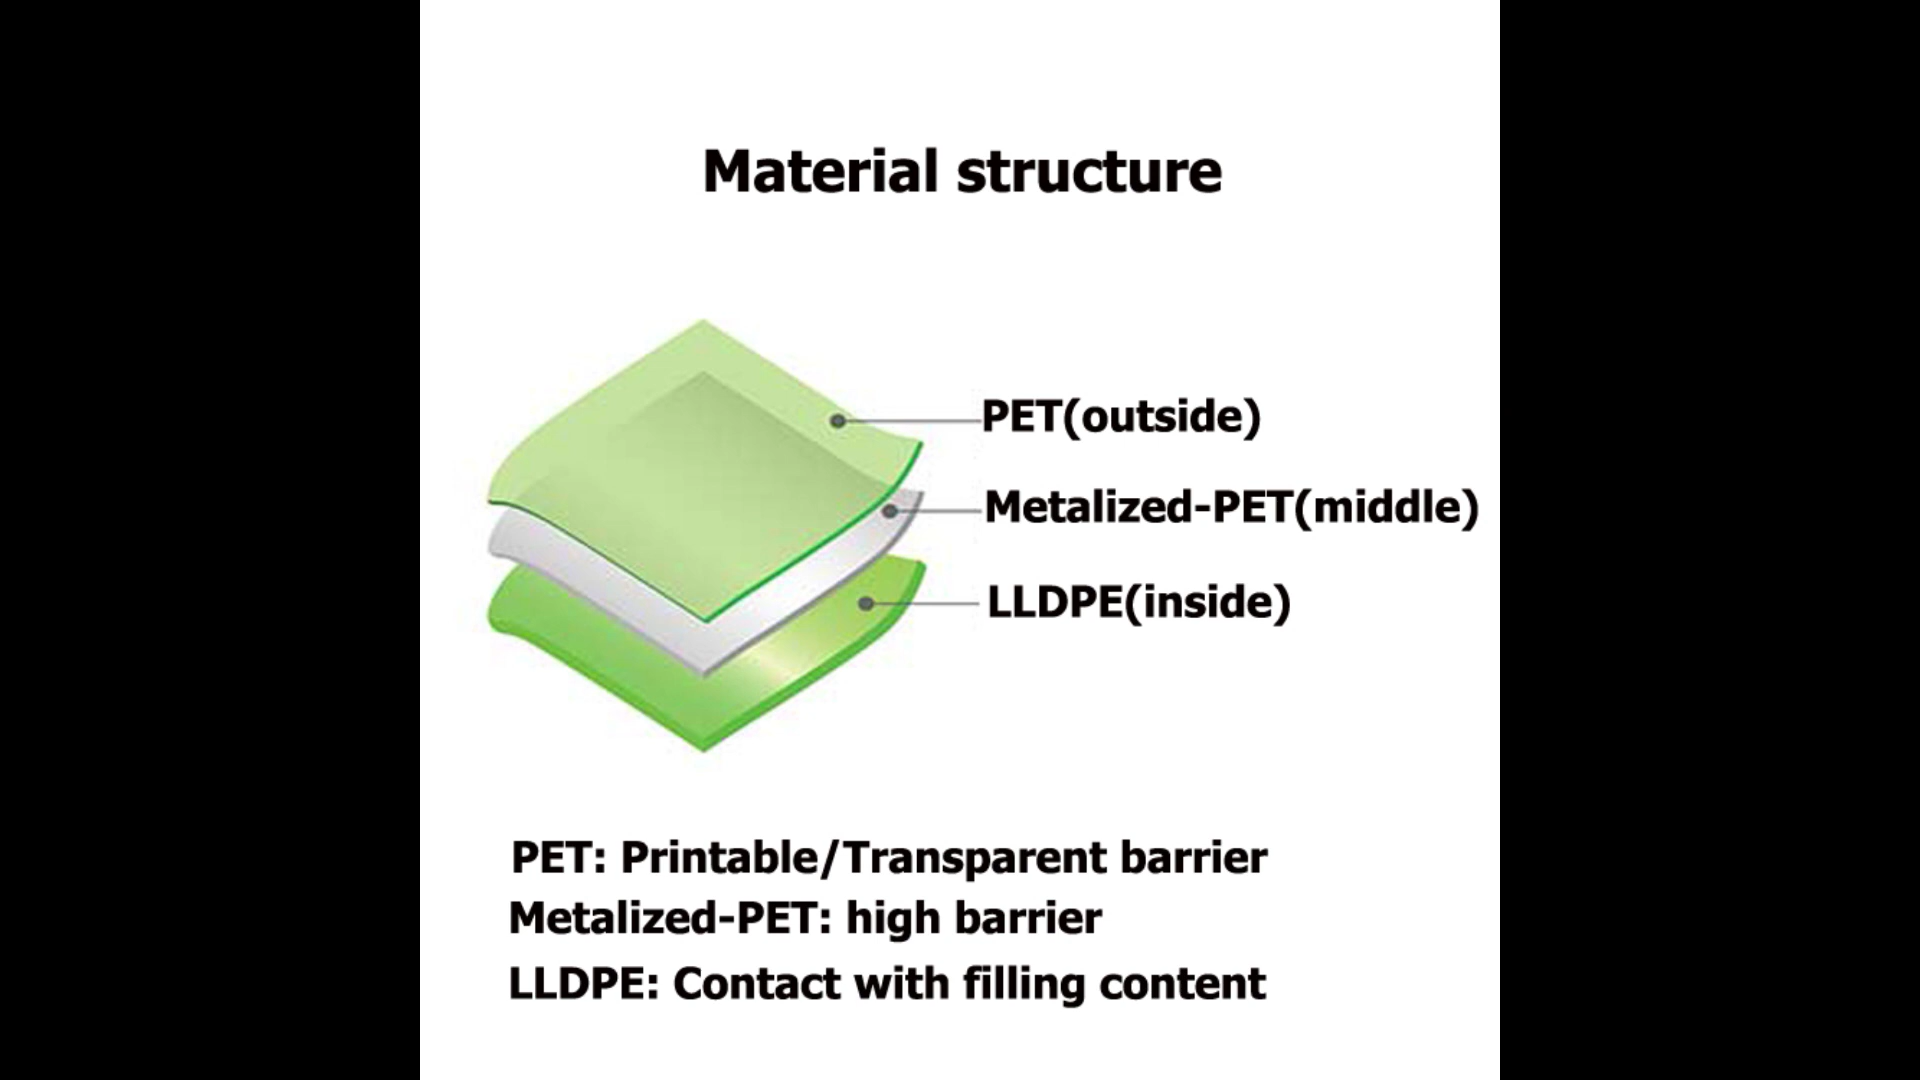 Material structure
PET(outside)
Metalized-PET(middle)
LLDPE(inside)
PET: Printable/Transparent barrier
Metalized-PET: high barrier
LLDPE: Contact with filling content